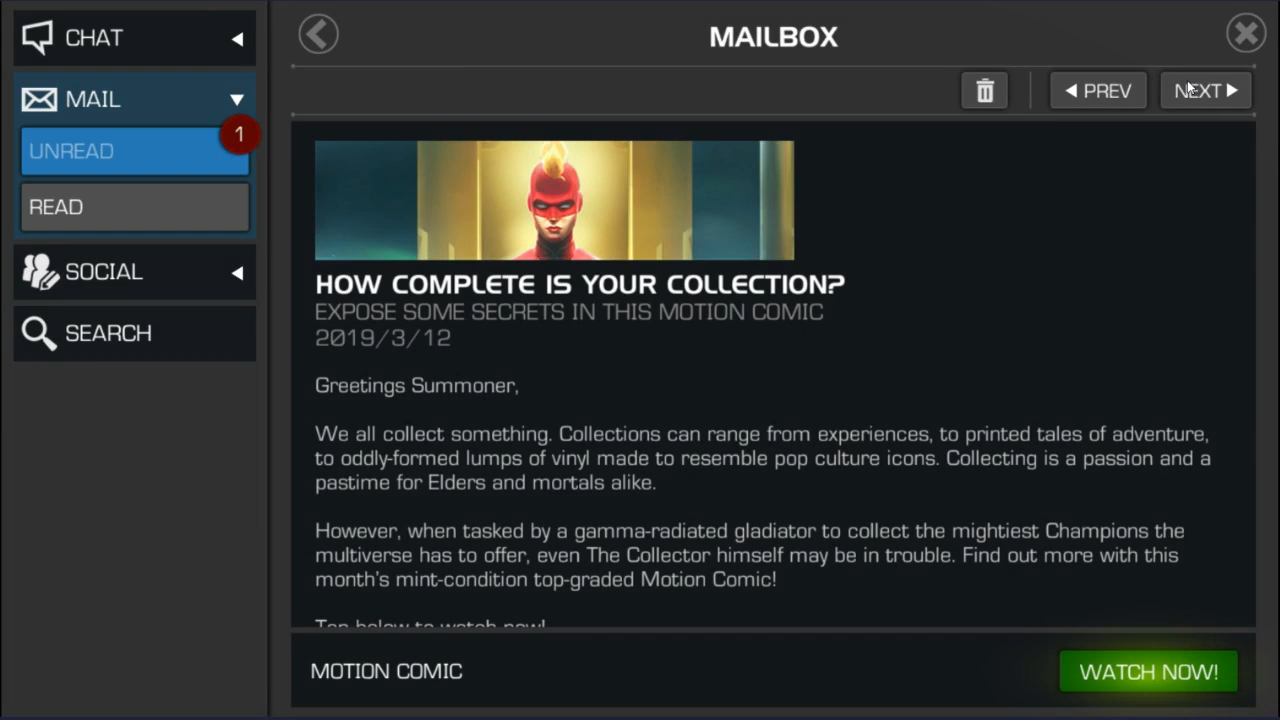 CHAT
MAIL
1
UNREAD
READ
SOCIAL
SEARCH
MAILBOX
PREV
NEXT
HOW COMPLETE IS YOUR COLLECTION?
EXPOSE SOME SECRETS IN THIS MOTION COMIC
2019/3/12
Greetings Summoner,
We all collect something. Collections can range from experiences, to printed tales of adventure,
to oddly-formed lumps of vinyl made to resemble pop culture icons. Collecting is a passion and a
pastime for Elders and mortals alike.
However, when tasked by a gamma-radiated gladiator to collect the mightiest Champions the
multiverse has to offer, even The Collector himself may be in trouble. Find out more with this
month's mint-condition top-graded Motion Comic!
Tap below to watch now!
MOTION COMIC
WATCH NOW!